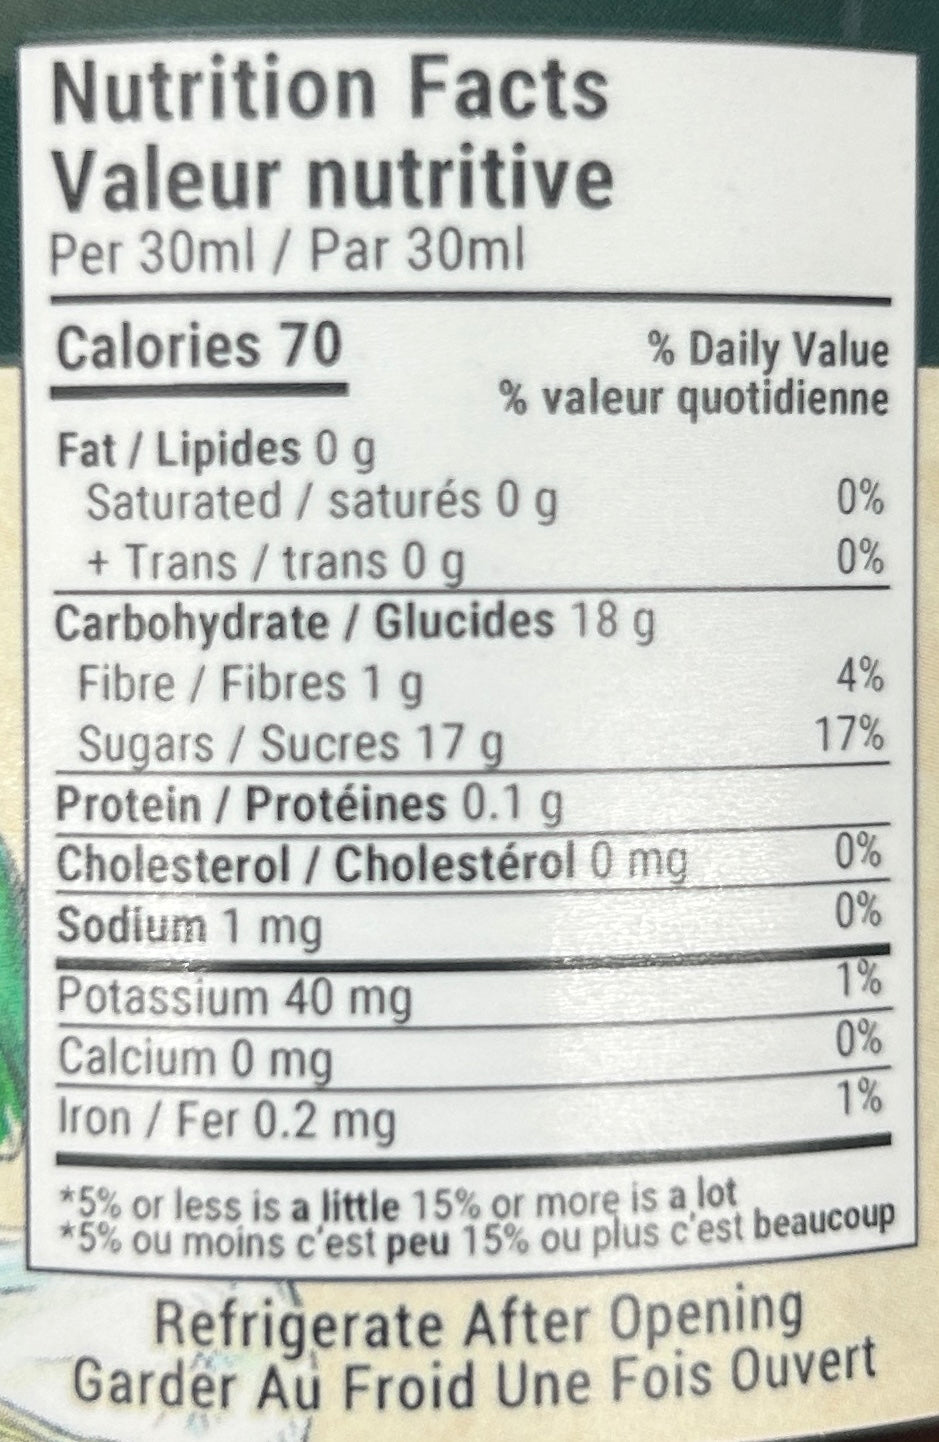 Nutrition Facts
Valeur nutritive
Per 30ml / Par 30ml
Calories 70
% Daily Value
% valeur quotidienne
Fat / Lipides 0 g
Saturated / saturés 0 g 0%
+ Trans / trans 0 g 0%
Carbohydrate / Glucides 18 g
Fibre / Fibres 1 g 4%
Sugars / Sucres 17 g 17%
Protein / Protéines 0.1 g
Cholesterol / Cholestérol 0 mg 0%
Sodium 1 mg 0%
Potassium 40 mg 1%
Calcium 0 mg 0%
Iron / Fer 0.2 mg 1%
*5% or less is a little 15% or more is a lot
*5% ou moins c'est peu 15% ou plus c'est beaucoup
Refrigerate After Opening
Garder Au Froid Une Fois Ouvert